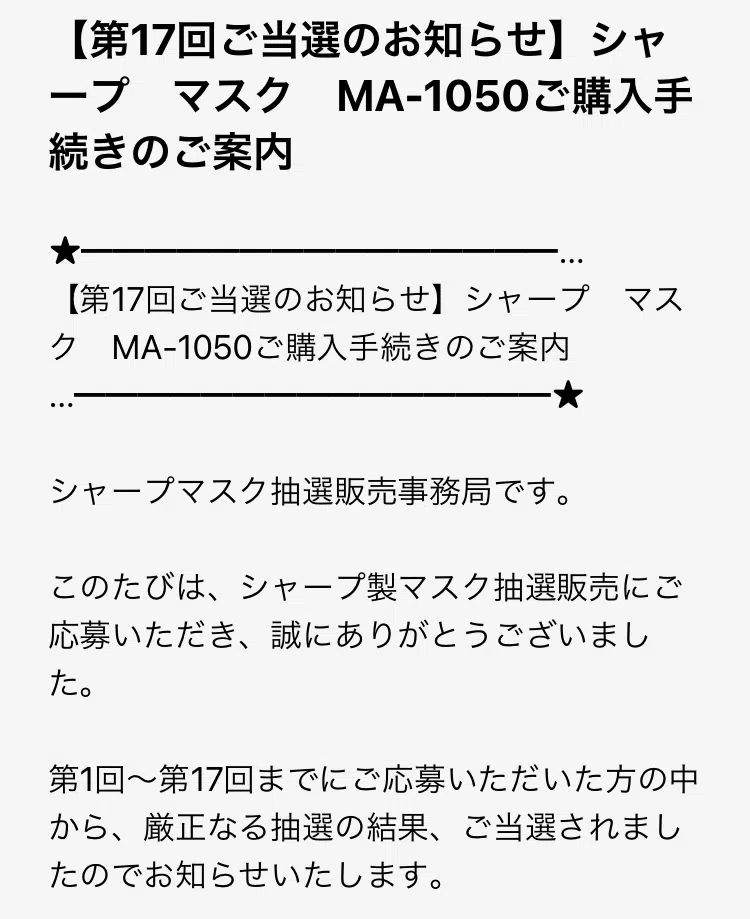 【第17回ご当選のお知らせ】シャ
ープ　マスク　MA-1050ご購入手
続きのご案内
★━━━━━━━━━━━━━━━…
【第17回ご当選のお知らせ】シャープ　マス
ク　MA-1050ご購入手続きのご案内
…━━━━━━━━━━━━━━━★
シャープマスク抽選販売事務局です。
このたびは、シャープ製マスク抽選販売にご
応募いただき、誠にありがとうございまし
た。
第1回〜第17回までにご応募いただいた方の中
から、厳正なる抽選の結果、ご当選されまし
たのでお知らせいたします。